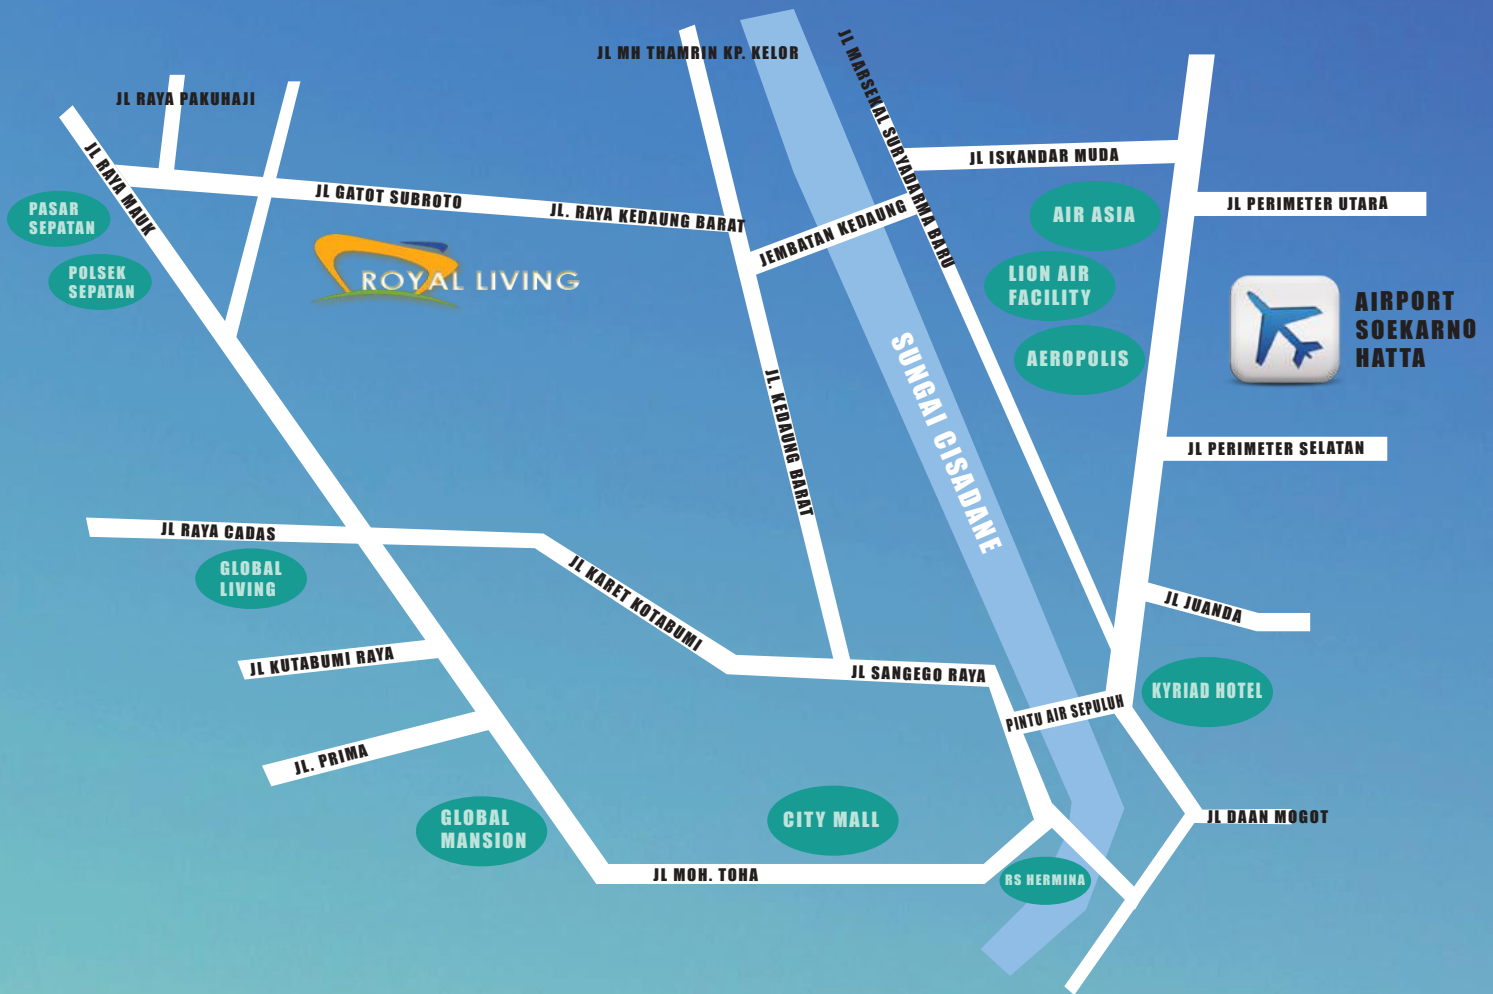 JL MH THAMRIN KP. KELOR
JL MARSEKAL SURYADARMA BARU
JL RAYA PAKUHAJI
JL RAYA MAUK
JL ISKANDAR MUDA
JL GATOT SUBROTO
JL. RAYA KEDAUNG BARAT
JEMBATAN KEDAUNG
JL PERIMETER UTARA
PASAR
SEPATAN
AIR ASIA
POLSEK
SEPATAN
ROYAL LIVING
LION AIR
FACILITY
AIRPORT
SOEKARNO
HATTA
AEROPOLIS
SUNGAI CISADANE
JL. KEDAUNG BARAT
JL PERIMETER SELATAN
JL RAYA CADAS
GLOBAL
LIVING
JL KARET KOTABUMI
JL JUANDA
JL KUTABUMI RAYA
JL SANGEGO RAYA
KYRIAD HOTEL
PINTU AIR SEPULUH
JL. PRIMA
GLOBAL
MANSION
CITY MALL
JL DAAN MOGOT
JL MOH. TOHA
RS HERMINA